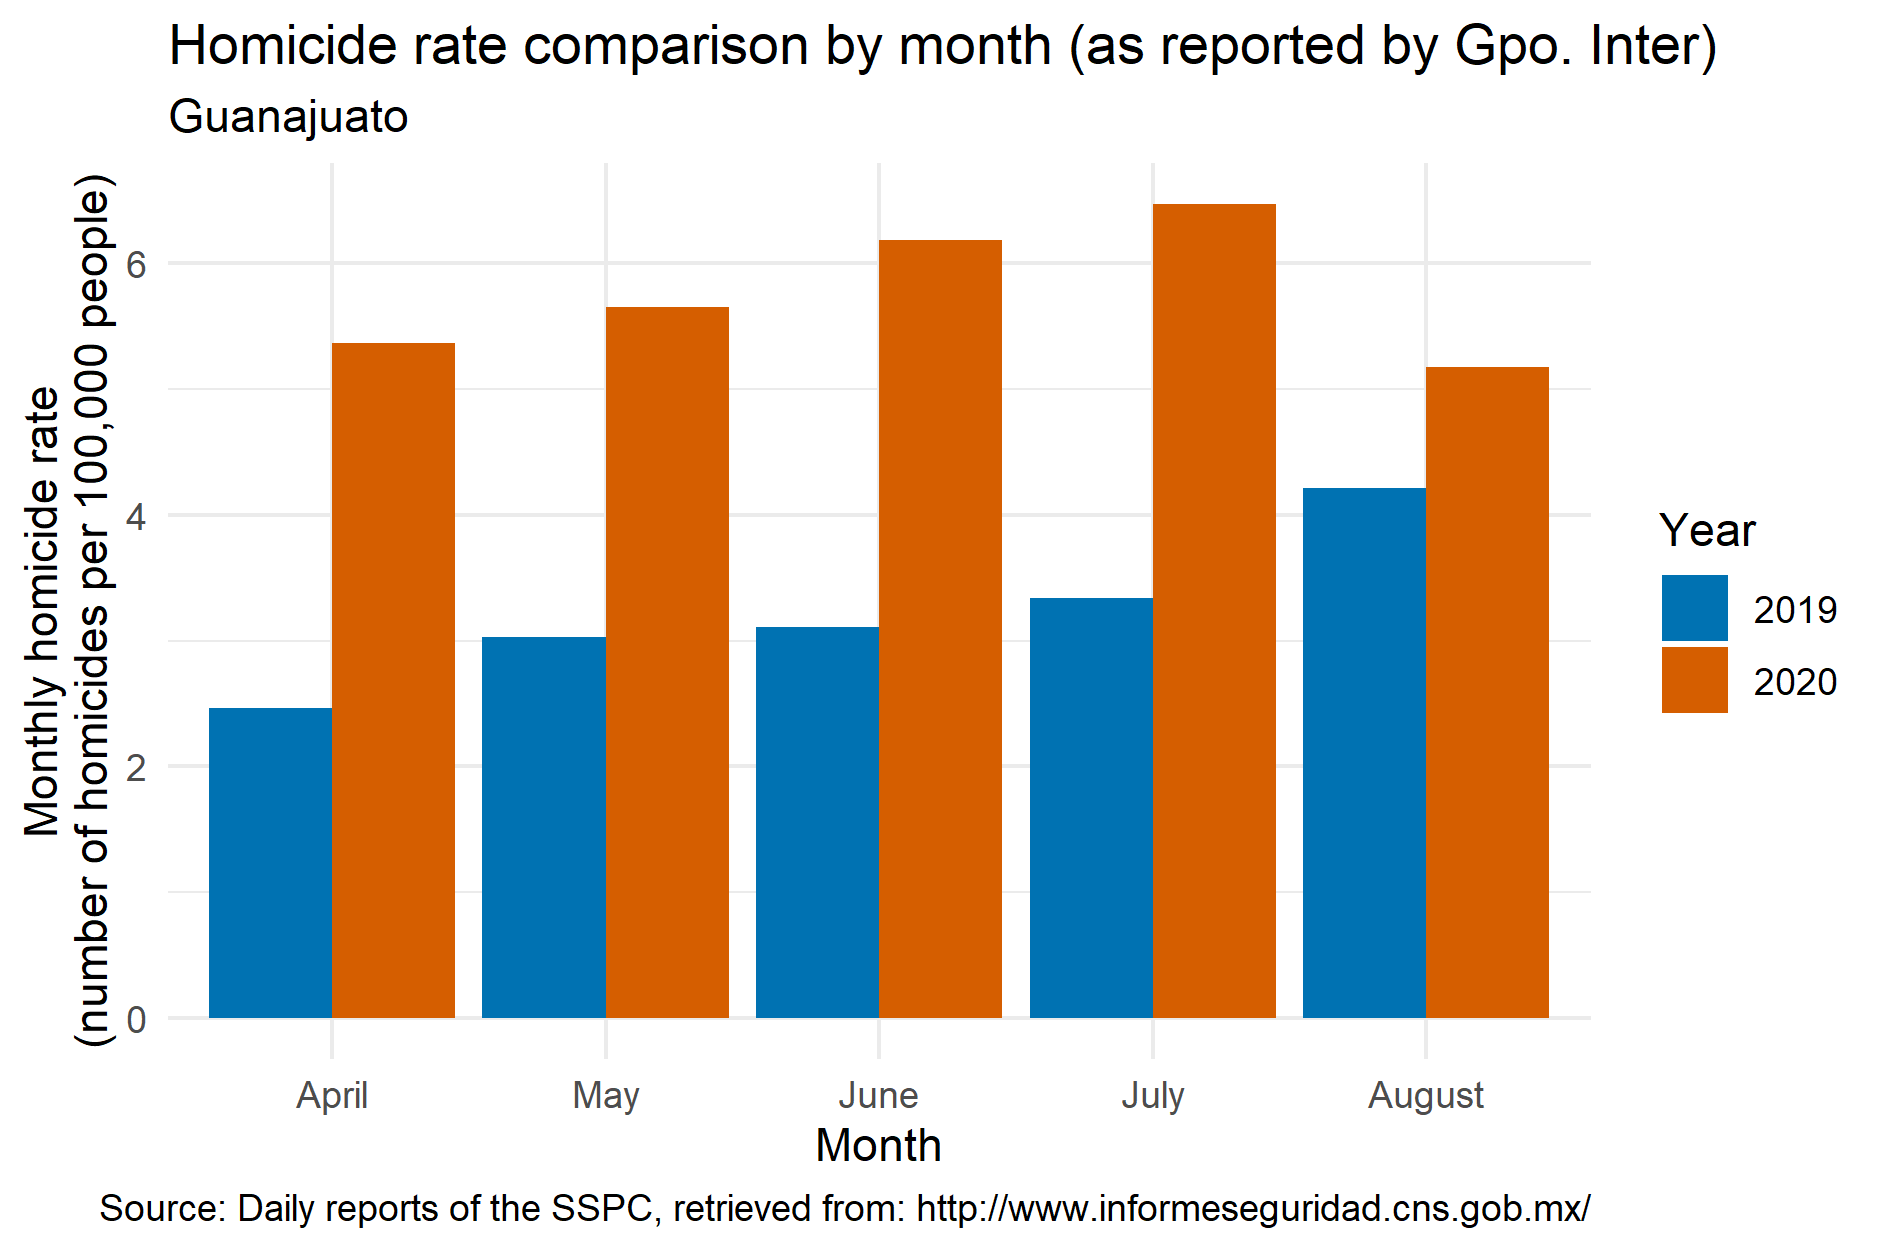 Homicide rate comparison by month (as reported by Gpo. Inter)
Guanajuato
Monthly homicide rate
(number of homicides per 100,000 people)
6
4
2
0
April
May
June
July
August
Month
Year
2019
2020
Source: Daily reports of the SSPC, retrieved from: http://www.informeseguridad.cns.gob.mx/